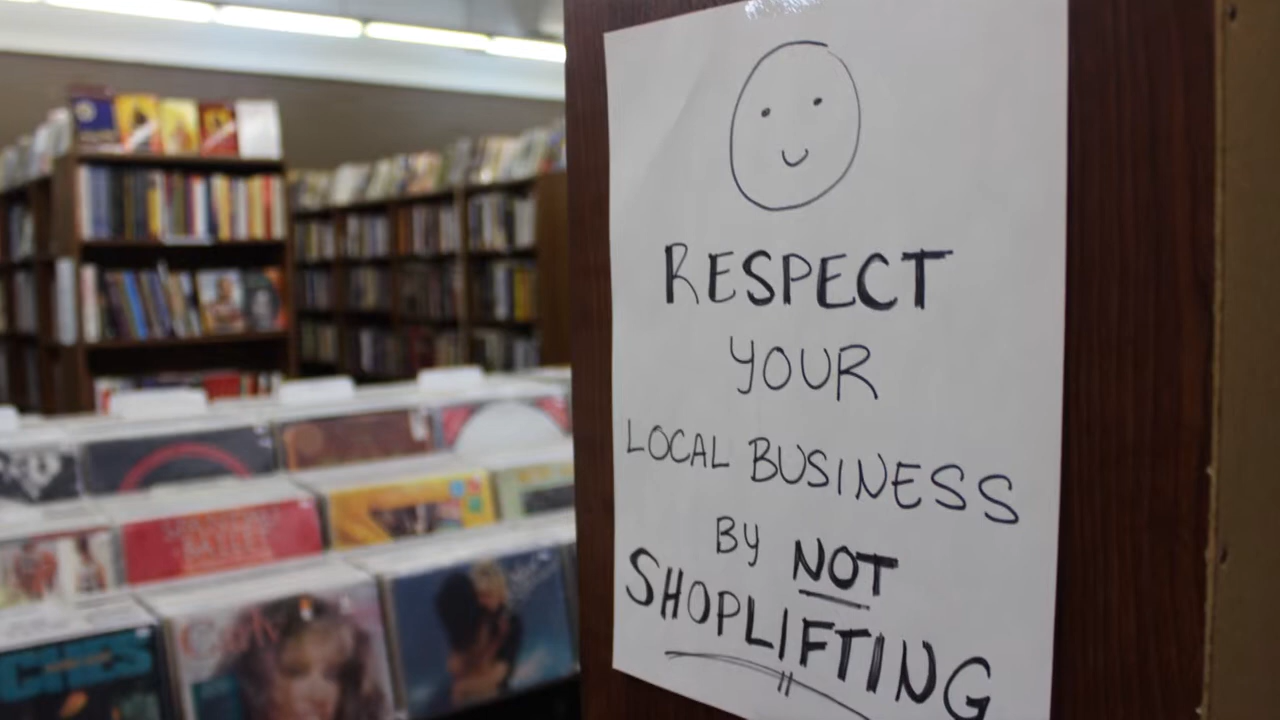 RESPECT
YOUR
LOCAL BUSINESS
BY NOT
SHOPLIFTING